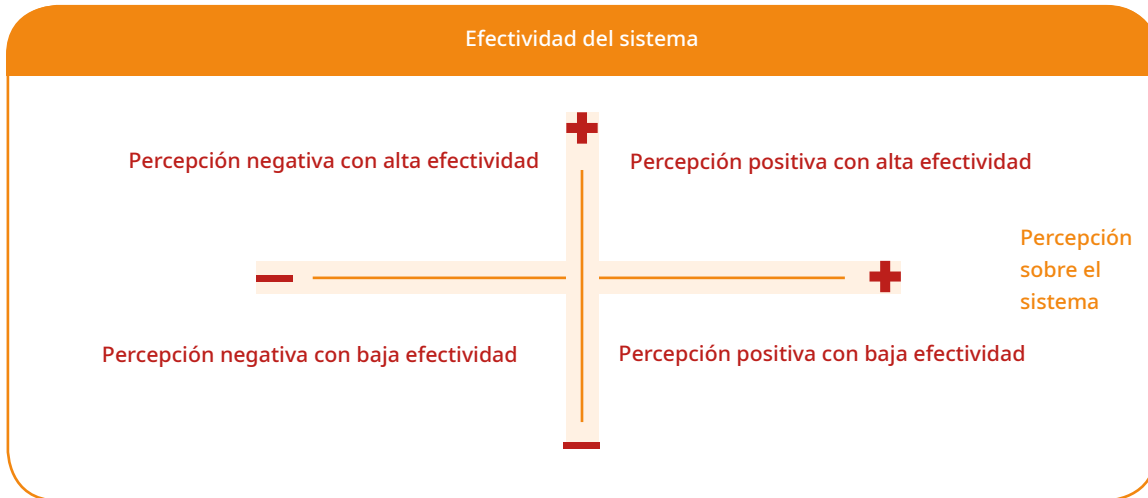 Efectividad del sistema
Percepción negativa con alta efectividad
Percepción positiva con alta efectividad
Percepción
sobre el
sistema
Percepción negativa con baja efectividad
Percepción positiva con baja efectividad